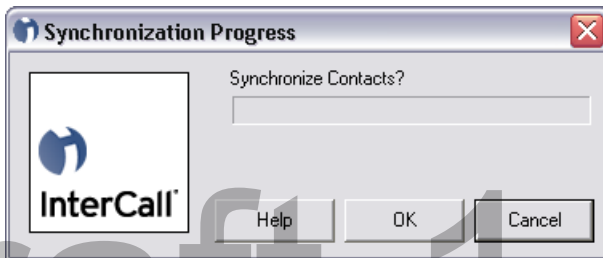 Synchronization Progress
Synchronize Contacts?
InterCall
Help OK Cancel